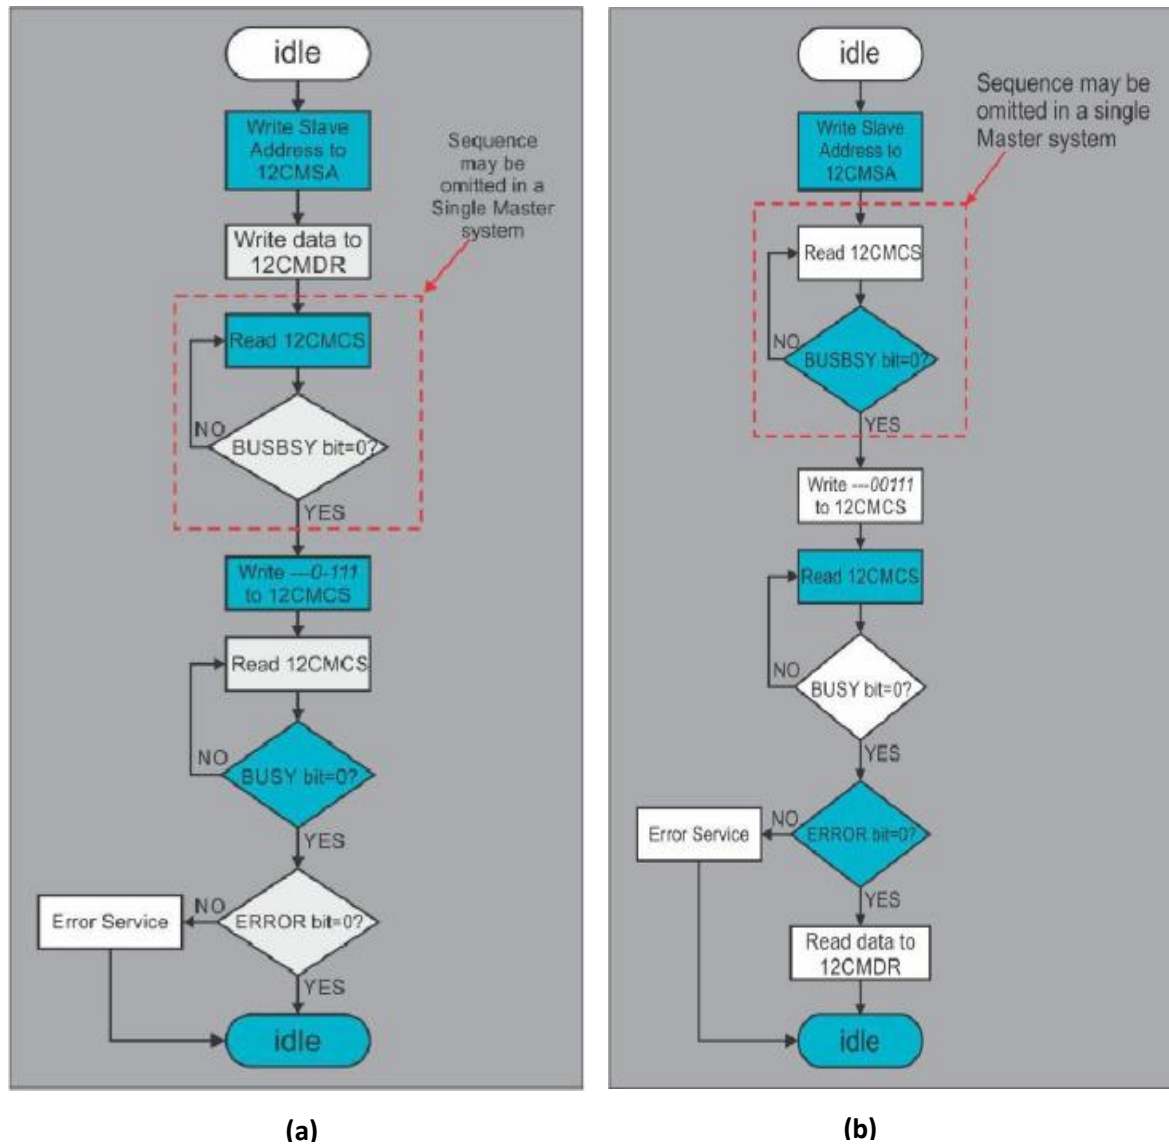 idle
Write Slave
Address to
12CMSA
Sequence
may be
omitted in a
Single Master
system
Write data to
12CMDR
Read 12CMCS
NO
BUSBSY bit=0?
YES
Write ---0-111
to 12CMCS
Read 12CMCS
NO
BUSY bit=0?
YES
NO
Error Service
ERROR bit=0?
YES
idle
(a)
idle
Sequence may be
omitted in a single
Master system
Write Slave
Address to
12CMSA
Read 12CMCS
NO
BUSBSY bit=0?
YES
Write ---00111
to 12CMCS
Read 12CMCS
NO
BUSY bit=0?
YES
NO
Error Service
ERROR bit=0?
YES
Read data to
12CMDR
idle
(b)